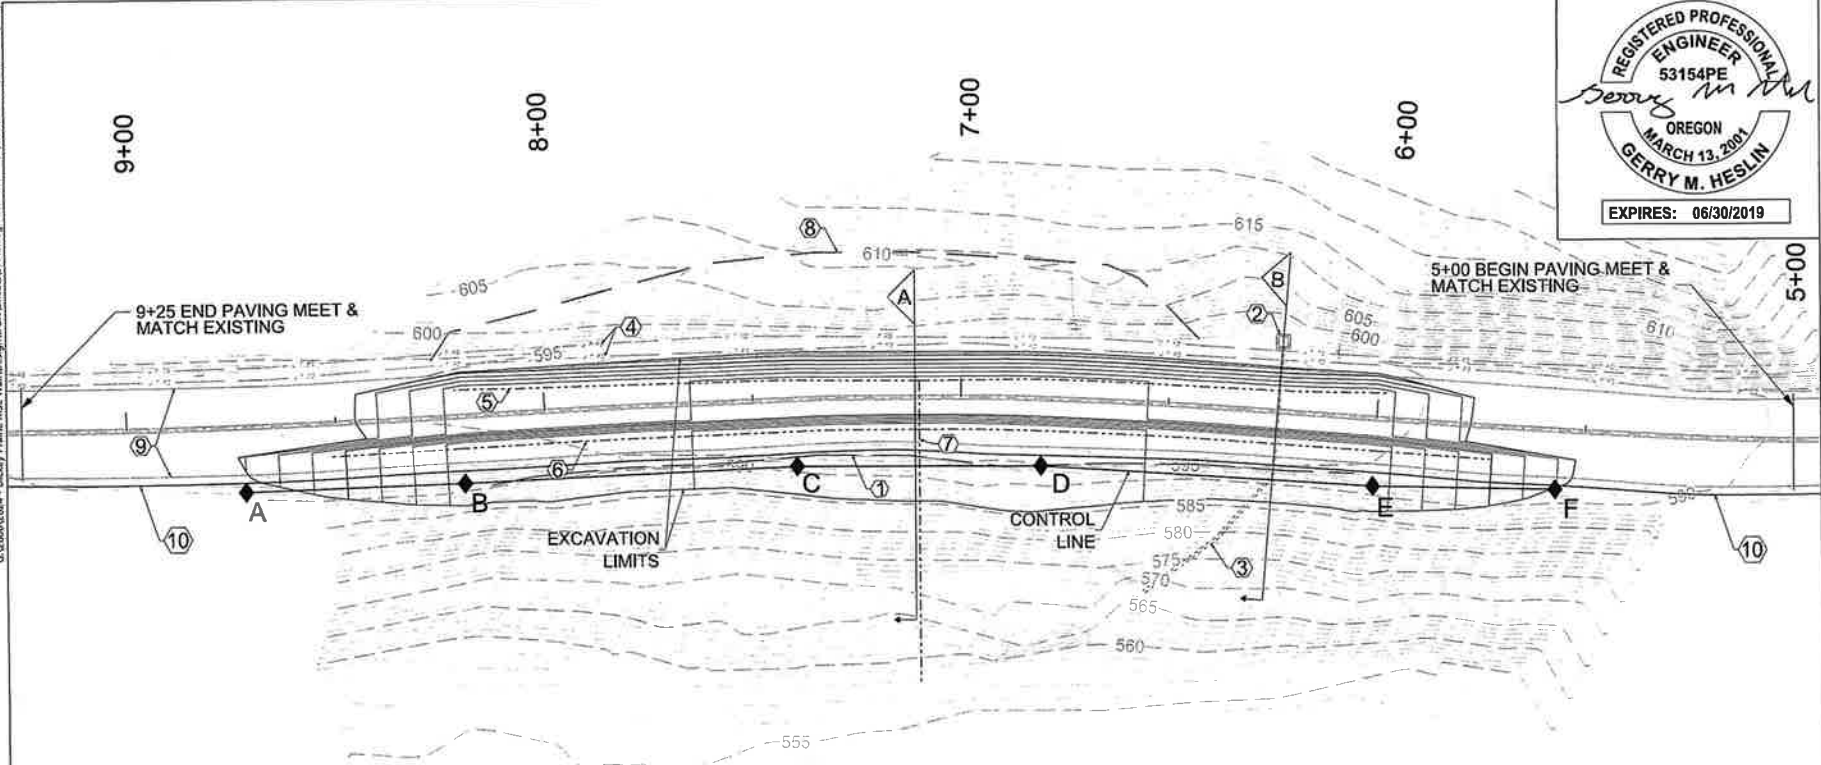 REGISTERED PROFESSIONAL
ENGINEER
53154PE
OREGON
MARCH 13, 2001
GERRY M. HESLIN
EXPIRES: 06/30/2019
9+00
8+00
7+00
6+00
5+00
615
8
610
605
A
B
5+00 BEGIN PAVING MEET &
MATCH EXISTING
9+25 END PAVING MEET &
MATCH EXISTING
600
4
2
605
600
610
595
5
9
6
7
595
1
A
B
C
D
E
F
590
585
10
EXCAVATION
LIMITS
CONTROL
LINE
580
575
3
10
570
565
560
555